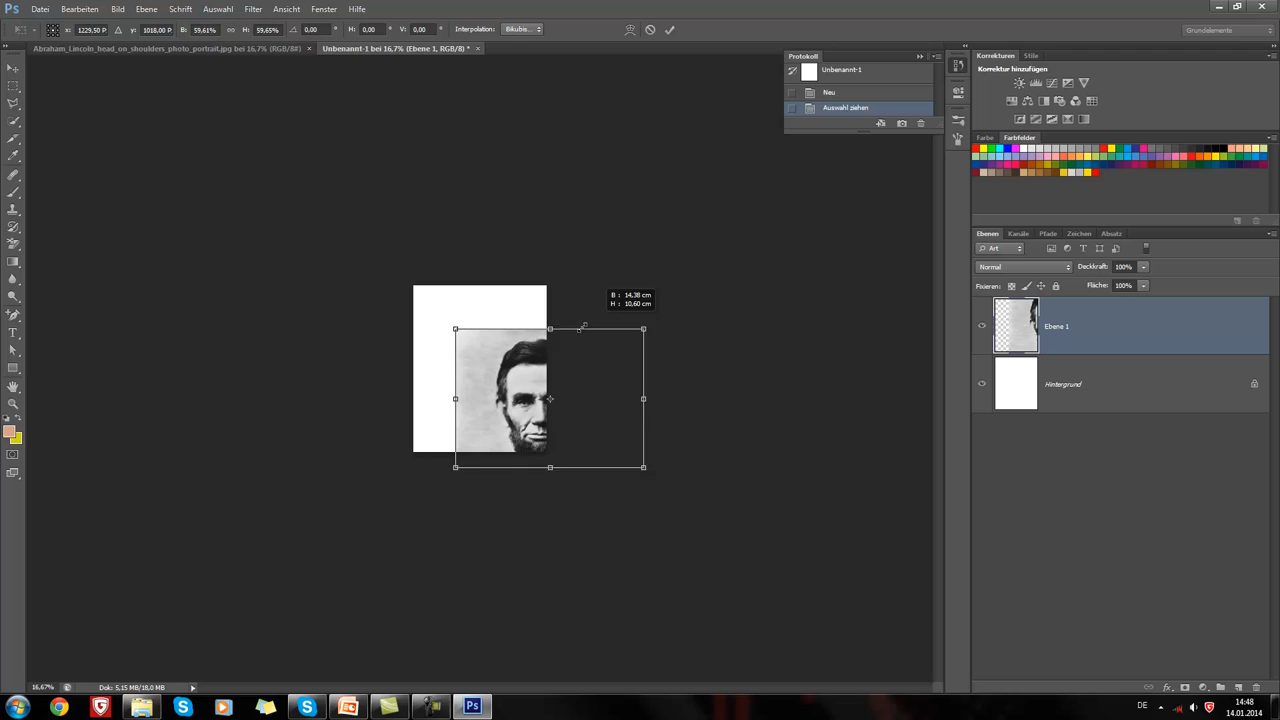 Ps Datei Bearbeiten Bild Ebene Schrift Auswahl Filter Ansicht Fenster Hilfe
X: 1229,50 P Y: 1018,00 P B: 59,61% H: 59,65% 0,00 ° H: 0,00 ° V: 0,00 ° Interpolation: Bikubis... Grundelemente
Abraham_Lincoln_head_on_shoulders_photo_portrait.jpg bei 16,7% (RGB/8#) × Unbenannt-1 bei 16,7% (Ebene 1, RGB/8) * ×
Protokoll
Unbenannt-1
Neu
Auswahl ziehen
Korrekturen Stile
Korrektur hinzufügen
Farbe Farbfelder
Ebenen Kanäle Pfade Zeichen Absatz
Art
Normal Deckkraft: 100%
Fixieren: Fläche: 100%
Ebene 1
Hintergrund
B : 14,38 cm
H : 10,60 cm
16,67% Dok: 5,15 MB/18,0 MB
Ps DE 14:48
14.01.2014